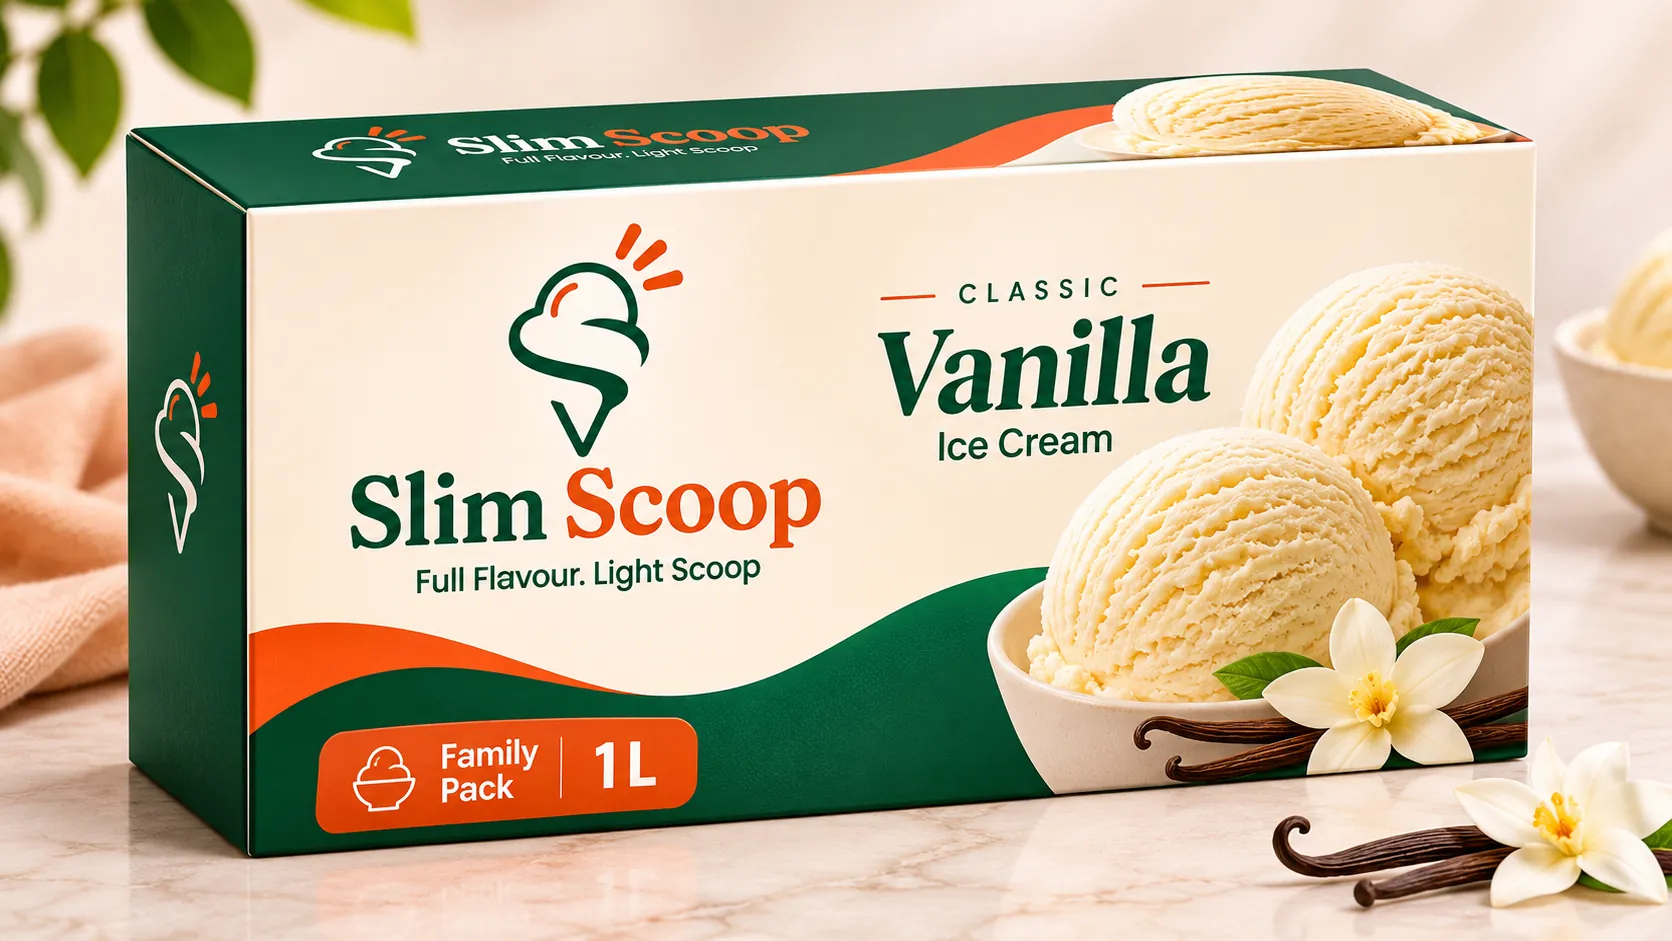 Slim Scoop
Full Flavour. Light Scoop
Slim Scoop
Full Flavour. Light Scoop
CLASSIC
Vanilla
Ice Cream
Family
Pack
1L